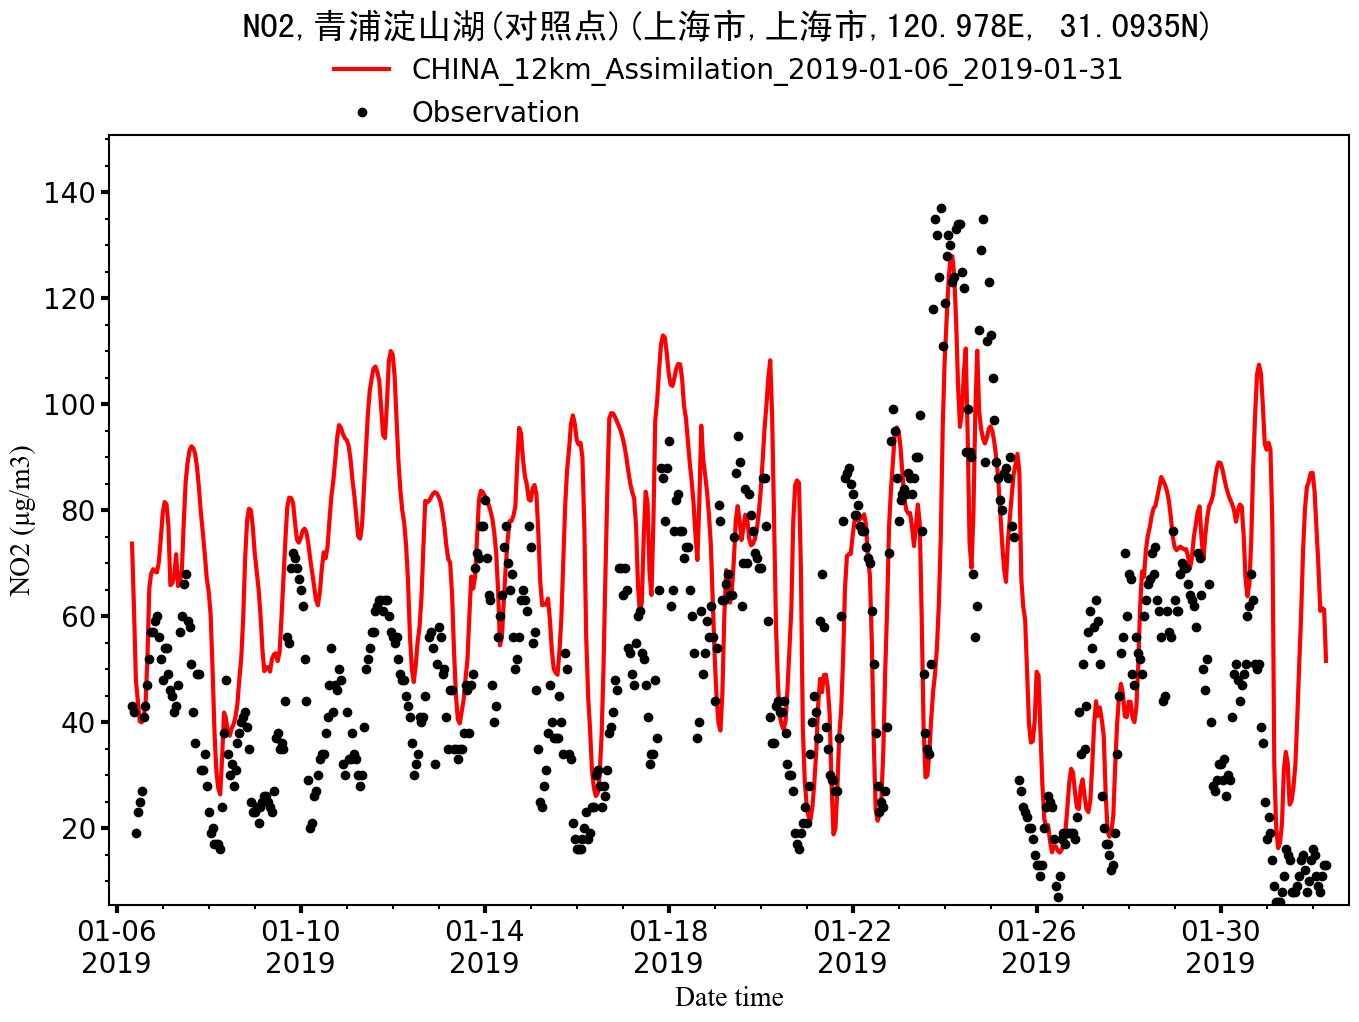 NO2,青浦淀山湖(对照点)(上海市,上海市,120.978E, 31.0935N)
CHINA_12km_Assimilation_2019-01-06_2019-01-31
Observation
NO2 (μg/m3)
140
120
100
80
60
40
20
01-06 01-10 01-14 01-18 01-22 01-26 01-30
2019 2019 2019 2019 2019 2019 2019
Date time